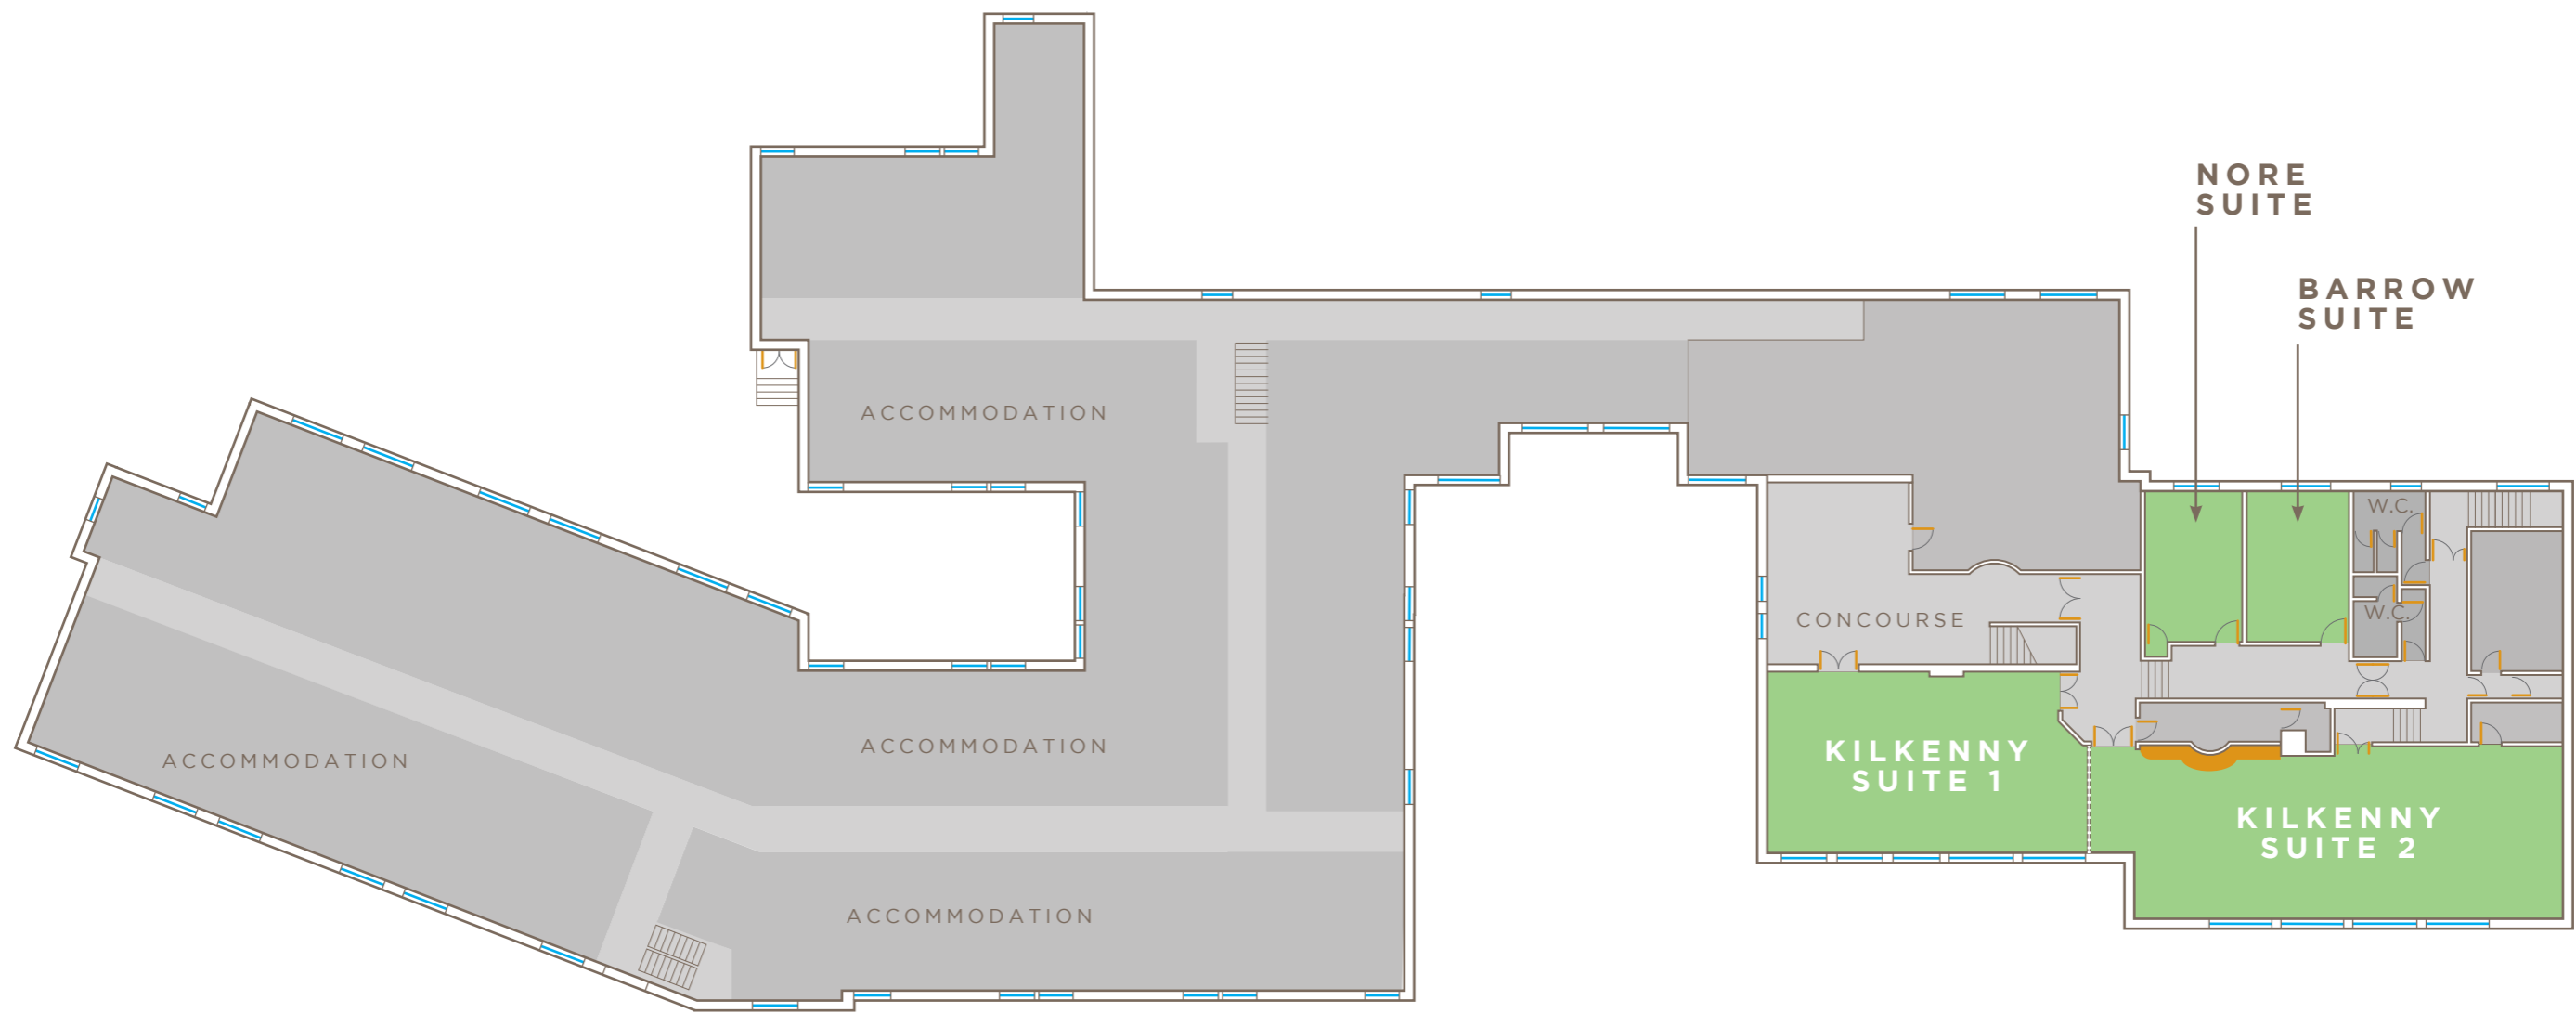 NORE
SUITE
BARROW
SUITE
ACCOMMODATION
W.C.
W.C.
CONCOURSE
ACCOMMODATION
ACCOMMODATION
KILKENNY
SUITE 1
KILKENNY
SUITE 2
ACCOMMODATION